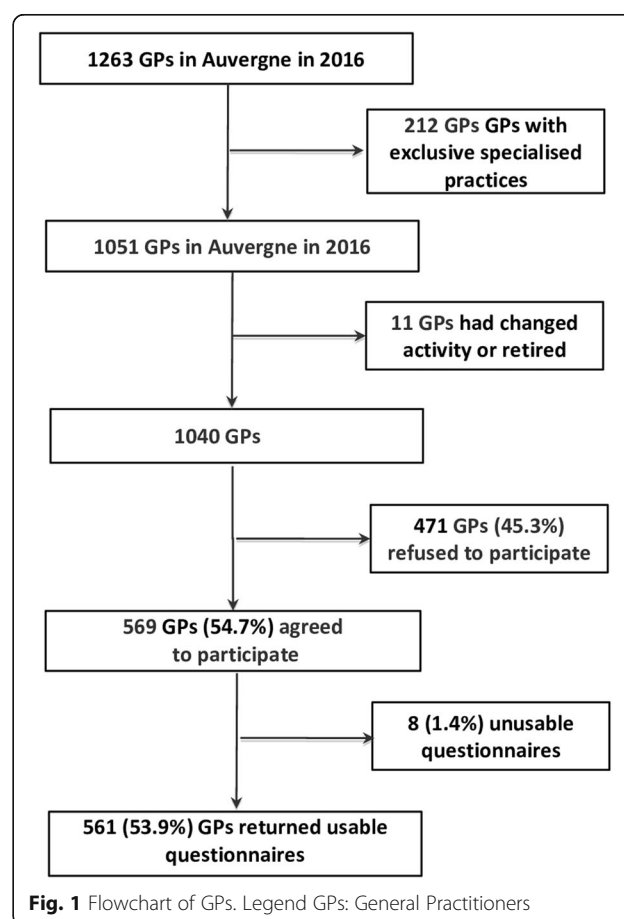 1263 GPs in Auvergne in 2016
212 GPs GPs with
exclusive specialised
practices
1051 GPs in Auvergne in 2016
11 GPs had changed
activity or retired
1040 GPs
471 GPs (45.3%)
refused to participate
569 GPs (54.7%) agreed
to participate
8 (1.4%) unusable
questionnaires
561 (53.9%) GPs returned usable
questionnaires
Fig. 1 Flowchart of GPs. Legend GPs: General Practitioners